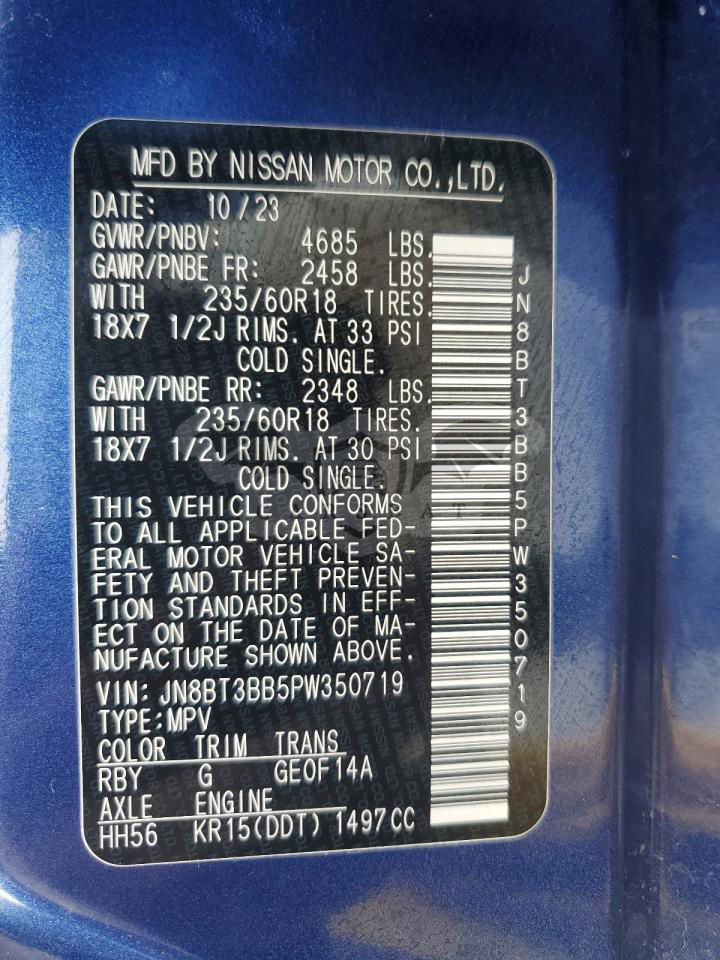 MFD BY NISSAN MOTOR CO.,LTD.
DATE: 10/23
GVWR/PNBV: 4685 LBS.
GAWR/PNBE FR: 2458 LBS.
WITH 235/60R18 TIRES.
18X7 1/2J RIMS. AT 33 PSI
COLD SINGLE.
GAWR/PNBE RR: 2348 LBS.
WITH 235/60R18 TIRES.
18X7 1/2J RIMS. AT 30 PSI
COLD SINGLE.
THIS VEHICLE CONFORMS
TO ALL APPLICABLE FED-
ERAL MOTOR VEHICLE SA-
FETY AND THEFT PREVEN-
TION STANDARDS IN EFF-
ECT ON THE DATE OF MA-
NUFACTURE SHOWN ABOVE.
VIN: JN8BT3BB5PW350719
TYPE:MPV
COLOR TRIM TRANS
RBY G GEOF14A
AXLE ENGINE
HH56 KR15(DDT) 1497CC
JN8BT3BB5PW350719